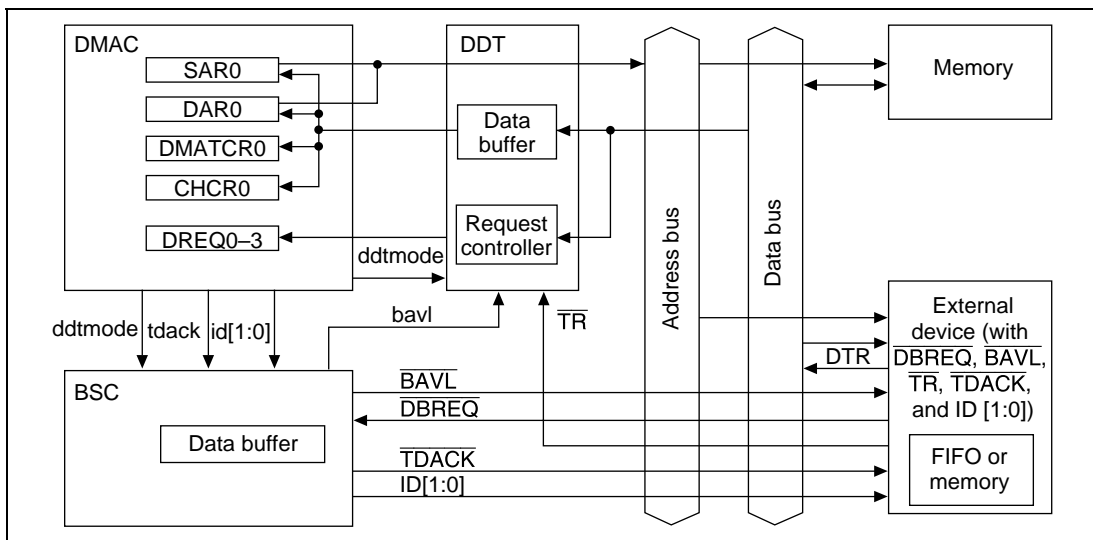 DMAC
SAR0
DAR0
DMATCR0
CHCR0
DREQ0–3
DDT
Data
buffer
Request
controller
ddtmode
bavl
TR
Address bus
Data bus
Memory
External
device (with
DBREQ, BAVL,
TR, TDACK,
and ID [1:0])
FIFO or
memory
DTR
ddtmode
tdack
id[1:0]
BSC
Data buffer
BAVL
DBREQ
TDACK
ID[1:0]